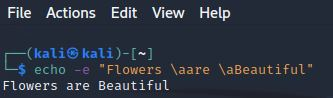 File Actions Edit View Help
┌──(kali㉿kali)-[~]
└─$ echo -e "Flowers \aare \aBeautiful"
Flowers are Beautiful